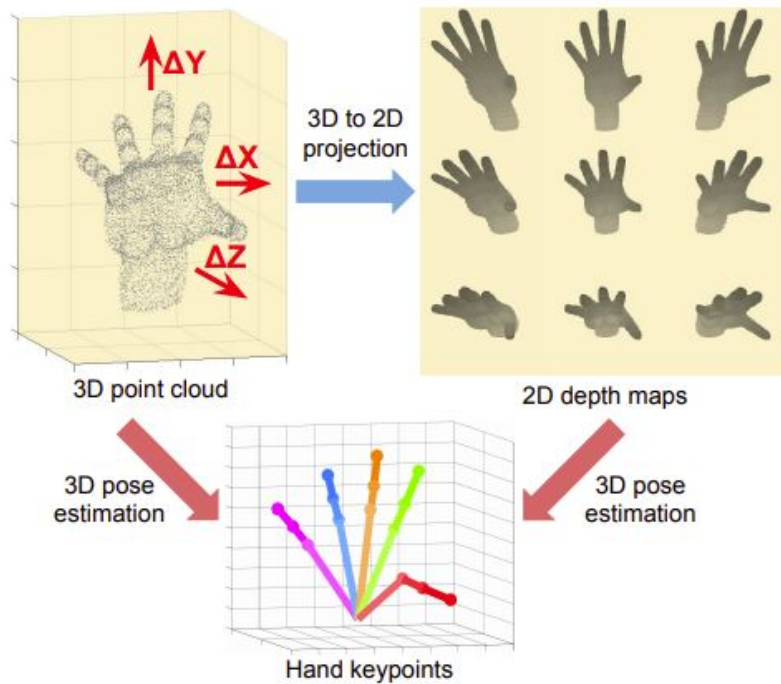 ΔY
ΔX
ΔZ
3D to 2D
projection
3D point cloud
2D depth maps
3D pose
estimation
3D pose
estimation
Hand keypoints